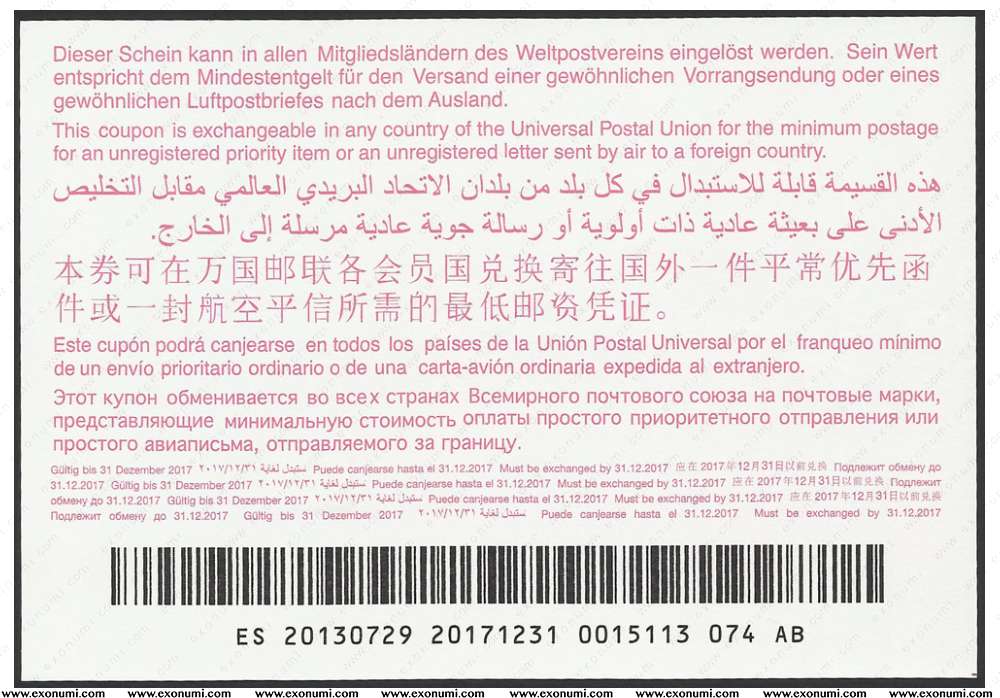 Dieser Schein kann in allen Mitgliedsländern des Weltpostvereins eingelöst werden. Sein Wert
entspricht dem Mindestentgelt für den Versand einer gewöhnlichen Vorrangsendung oder eines
gewöhnlichen Luftpostbriefes nach dem Ausland.
This coupon is exchangeable in any country of the Universal Postal Union for the minimum postage
for an unregistered priority item or an unregistered letter sent by air to a foreign country.
هذه القسيمة قابلة للاستبدال في كل بلد من بلدان الاتحاد البريدي العالمي مقابل التخليص
الأدنى على بعيثة عادية ذات أولوية أو رسالة جوية عادية مرسلة إلى الخارج.
本券可在万国邮联各会员国兑换寄往国外一件平常优先函
件或一封航空平信所需的最低邮资凭证。
Este cupón podrá canjearse en todos los países de la Unión Postal Universal por el franqueo mínimo
de un envío prioritario ordinario o de una carta-avión ordinaria expedida al extranjero.
Этот купон обменивается во всех странах Всемирного почтового союза на почтовые марки,
представляющие минимальную стоимость оплаты простого приоритетного отправления или
простого авиаписьма, отправляемого за границу.
Gültig bis 31 Dezember 2017 ستبدل لغاية ٢٠١٧/١٢/٣١ Puede canjearse hasta el 31.12.2017 Must be exchanged by 31.12.2017 应在 2017年12月31日以前兑换 Подлежит обмену до
31.12.2017 Gültig bis 31 Dezember 2017 ستبدل لغاية ٢٠١٧/١٢/٣١ Puede canjearse hasta el 31.12.2017 Must be exchanged by 31.12.2017 应在 2017年12月31日以前兑换 Подлежит
обмену до 31.12.2017 Gültig bis 31 Dezember 2017 ستبدل لغاية ٢٠١٧/١٢/٣١ Puede canjearse hasta el 31.12.2017 Must be exchanged by 31.12.2017 应在 2017年12月31日以前兑换
Подлежит обмену до 31.12.2017 Gültig bis 31 Dezember 2017 ستبدل لغاية ٢٠١٧/١٢/٣١ Puede canjearse hasta el 31.12.2017 Must be exchanged by 31.12.2017
ES 20130729 20171231 0015113 074 AB
www.exonumi.com www.exonumi.com www.exonumi.com www.exonumi.com www.exonumi.com www.exonumi.com www.exonumi.com www.exonumi.com